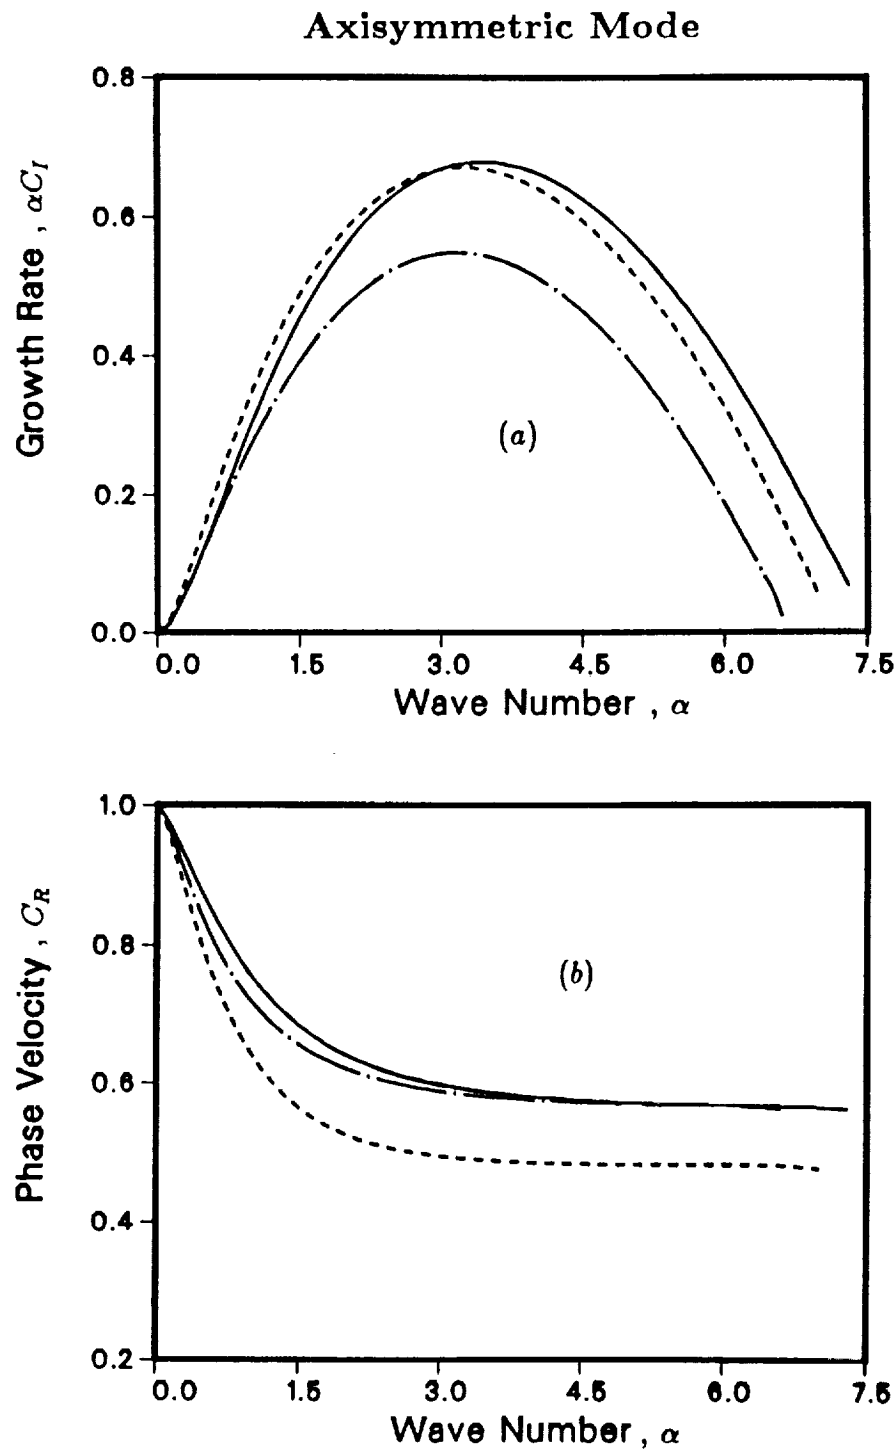 Axisymmetric Mode
0.8
0.6
0.4
0.2
0.0
Growth Rate , αC_I
(a)
0.0 1.5 3.0 4.5 6.0 7.5
Wave Number , α
1.0
0.8
0.6
0.4
0.2
Phase Velocity , C_R
(b)
0.0 1.5 3.0 4.5 6.0 7.5
Wave Number , α